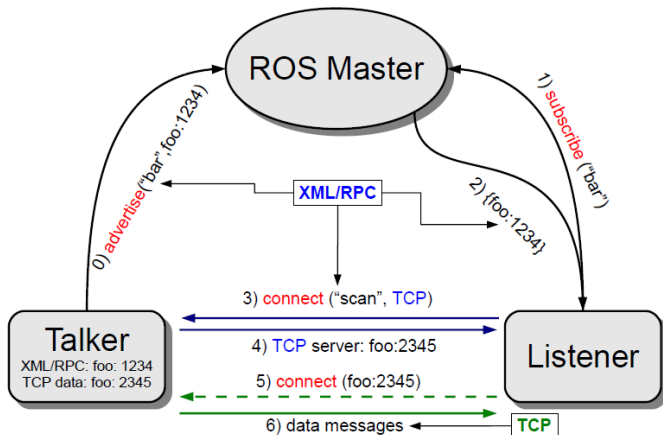 ROS Master
0) advertise("bar",foo:1234)
1) subscribe ("bar")
XML/RPC
2) {foo:1234}
3) connect ("scan", TCP)
Talker
XML/RPC: foo: 1234
TCP data: foo: 2345
4) TCP server: foo:2345
Listener
5) connect (foo:2345)
6) data messages
TCP